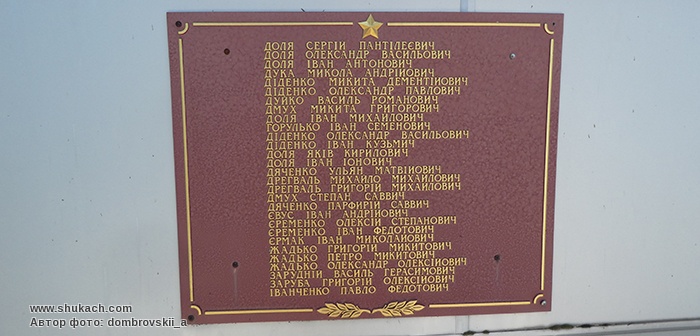 ДОЛЯ СЕРГІЙ ПАНТІЛЕЄВИЧ
ДОЛЯ ОЛЕКСАНДР ВАСИЛЬОВИЧ
ДОЛЯ ІВАН АНТОНОВИЧ
ДУКА МИКОЛА АНДРІЙОВИЧ
ДІДЕНКО МИКИТА ДЕМЕНТІЙОВИЧ
ДІДЕНКО ОЛЕКСАНДР ПАВЛОВИЧ
ДУЙКО ВАСИЛЬ РОМАНОВИЧ
ДМУХ МИКИТА ГРИГОРОВИЧ
ДОЛЯ ІВАН МИХАЙЛОВИЧ
ГОРУЛЬКО ІВАН СЕМЕНОВИЧ
ДІДЕНКО ОЛЕКСАНДР ВАСИЛЬОВИЧ
ДІДЕНКО ІВАН КУЗЬМИЧ
ДОЛЯ ЯКІВ КИРИЛОВИЧ
ДОЛЯ ІВАН ІОНОВИЧ
ДЯЧЕНКО УЛЬЯН МАТВІЙОВИЧ
ДРЕГВАЛЬ МИХАЙЛО МИХАЙЛОВИЧ
ДРЕГВАЛЬ ГРИГОРІЙ МИХАЙЛОВИЧ
ДМУХ СТЕПАН САВВИЧ
ДЯЧЕНКО ПАРФИРІЙ САВВИЧ
ЄВУС ІВАН АНДРІЙОВИЧ
ЄРЕМЕНКО ОЛЕКСІЙ СТЕПАНОВИЧ
ЄРЕМЕНКО ІВАН ФЕДОТОВИЧ
ЄРМАК ІВАН МИКОЛАЙОВИЧ
ЖАДЬКО ГРИГОРІЙ МИКИТОВИЧ
ЖАДЬКО ПЕТРО МИКИТОВИЧ
ЖАДЬКО ОЛЕКСАНДР ОЛЕКСІЙОВИЧ
ЗАРУДНІЙ ВАСИЛЬ ГЕРАСИМОВИЧ
ЗАРУБА ГРИГОРІЙ ОЛЕКСІЙОВИЧ
ІВАНЧЕНКО ПАВЛО ФЕДОТОВИЧ
www.shukach.com
Автор фото: dombrovskii_a